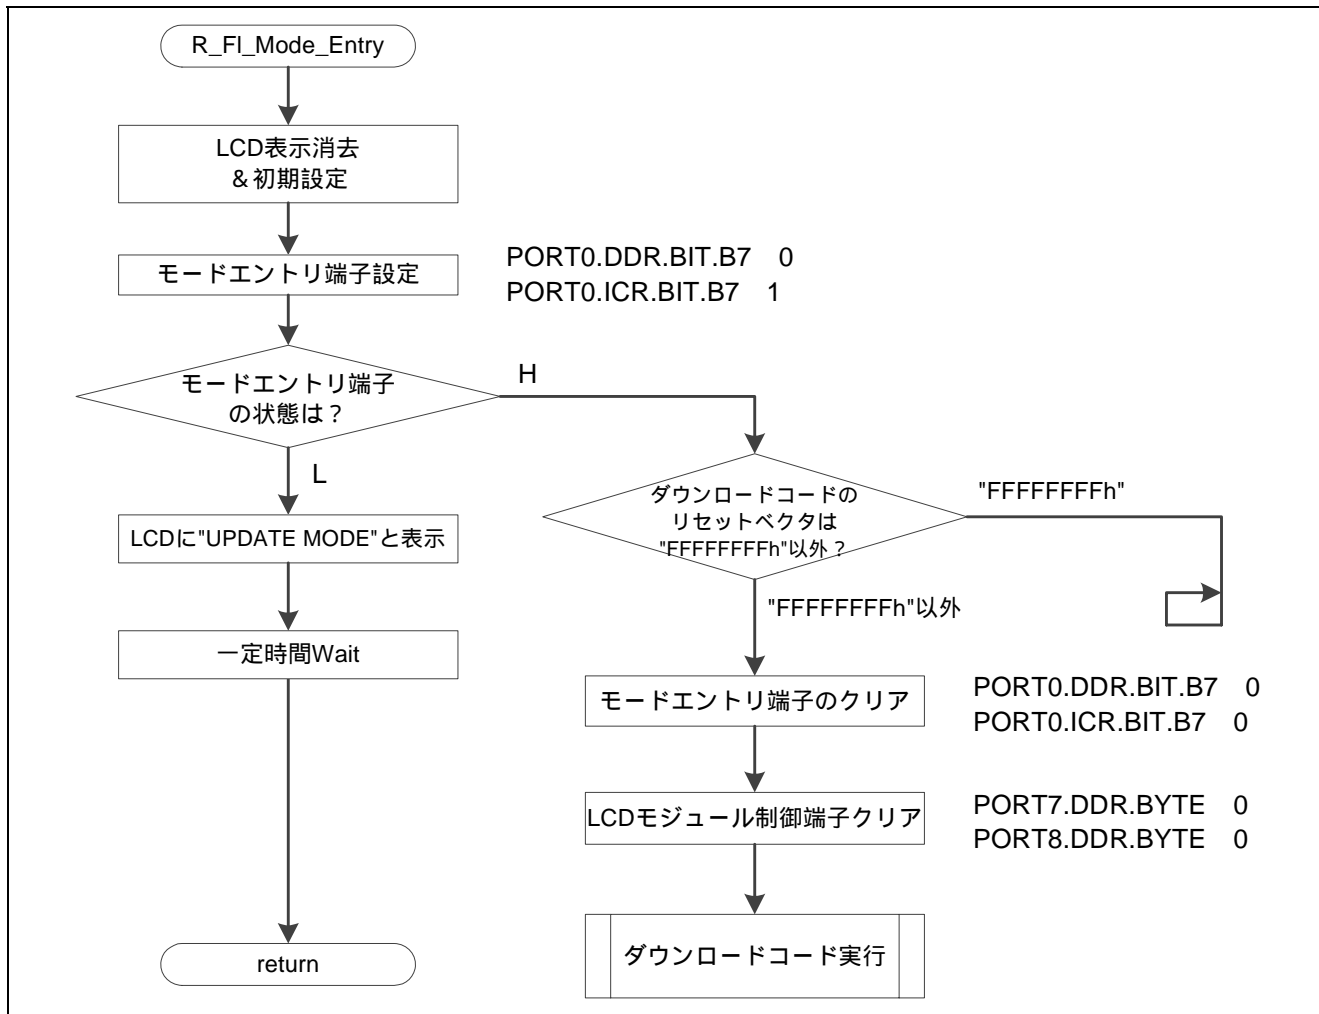 R_Fl_Mode_Entry
LCD表示消去
&初期設定
モードエントリ端子設定
PORT0.DDR.BIT.B7 0
PORT0.ICR.BIT.B7 1
モードエントリ端子
の状態は?
H
L
LCDに"UPDATE MODE"と表示
一定時間Wait
return
ダウンロードコードの
リセットベクタは
"FFFFFFFFh"以外?
"FFFFFFFFh"
"FFFFFFFFh"以外
モードエントリ端子のクリア
PORT0.DDR.BIT.B7 0
PORT0.ICR.BIT.B7 0
LCDモジュール制御端子クリア
PORT7.DDR.BYTE 0
PORT8.DDR.BYTE 0
ダウンロードコード実行